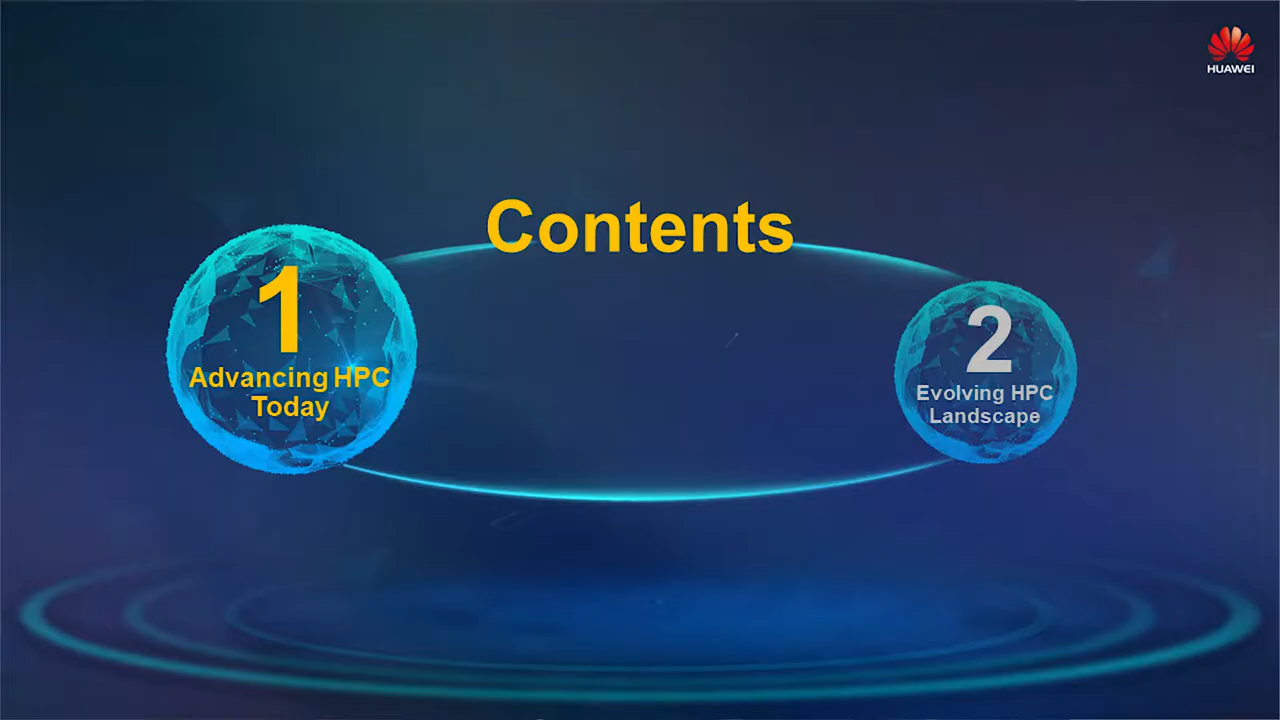 HUAWEI
Contents
1
Advancing HPC
Today
2
Evolving HPC
Landscape